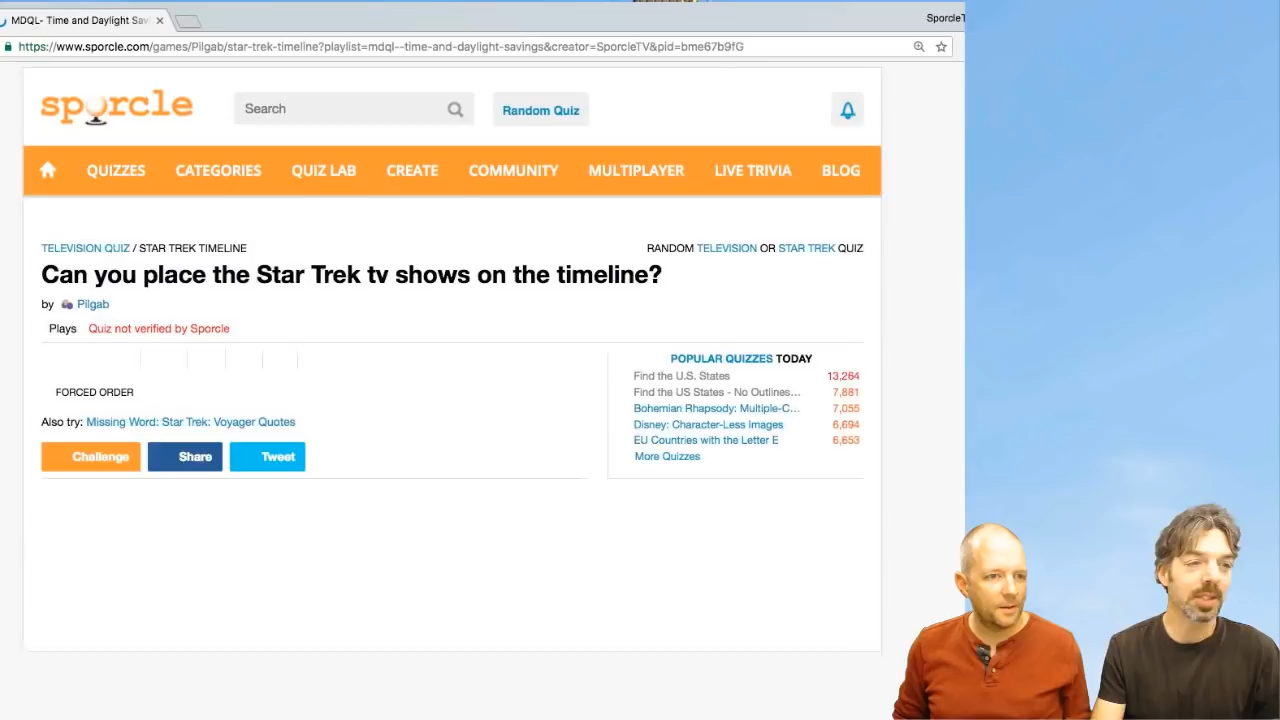 MDQL- Time and Daylight Sav
SporcleT
https://www.sporcle.com/games/Pilgab/star-trek-timeline?playlist=mdql--time-and-daylight-savings&creator=SporcleTV&pid=bme67b9fG
sporcle
Search
Random Quiz
QUIZZES CATEGORIES QUIZ LAB CREATE COMMUNITY MULTIPLAYER LIVE TRIVIA BLOG
TELEVISION QUIZ / STAR TREK TIMELINE
RANDOM TELEVISION OR STAR TREK QUIZ
Can you place the Star Trek tv shows on the timeline?
by Pilgab
Plays Quiz not verified by Sporcle
FORCED ORDER
Also try: Missing Word: Star Trek: Voyager Quotes
Challenge Share Tweet
POPULAR QUIZZES TODAY
Find the U.S. States 13,264
Find the US States - No Outlines... 7,881
Bohemian Rhapsody: Multiple-C... 7,055
Disney: Character-Less Images 6,694
EU Countries with the Letter E 6,653
More Quizzes